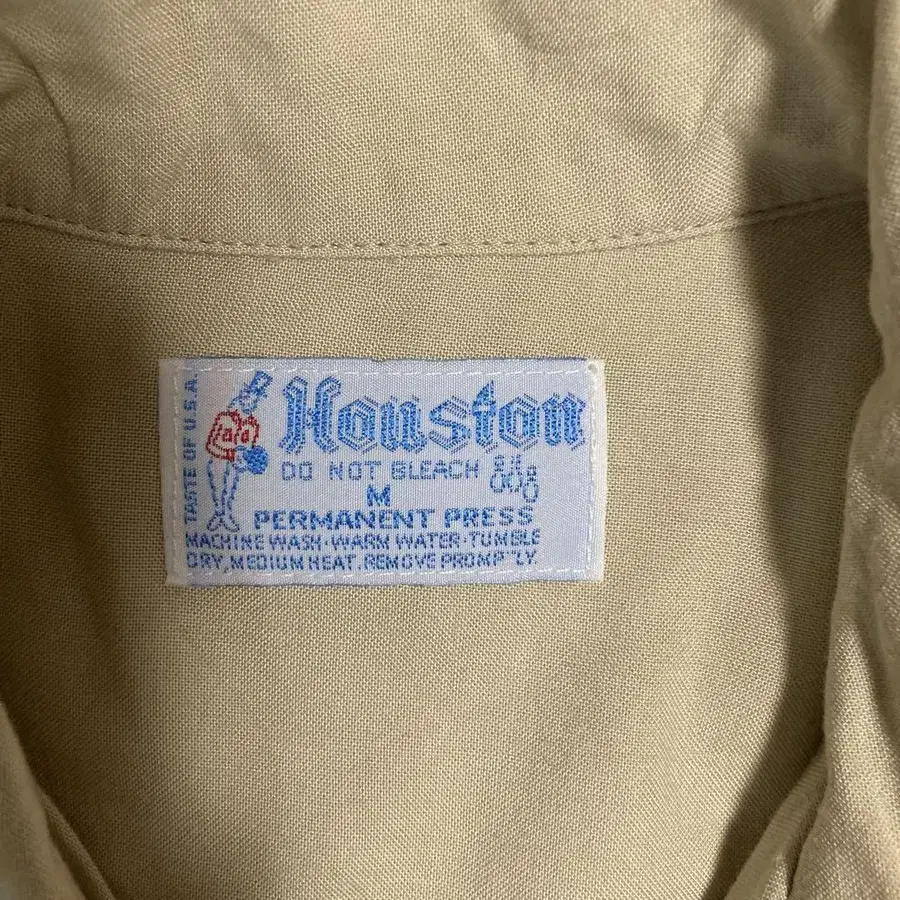 TASTE OF U.S.A.
Houston
DO NOT BLEACH
M
PERMANENT PRESS
MACHINE WASH·WARM WATER·TUMBLE
DRY, MEDIUM HEAT. REMOVE PROMPTLY.